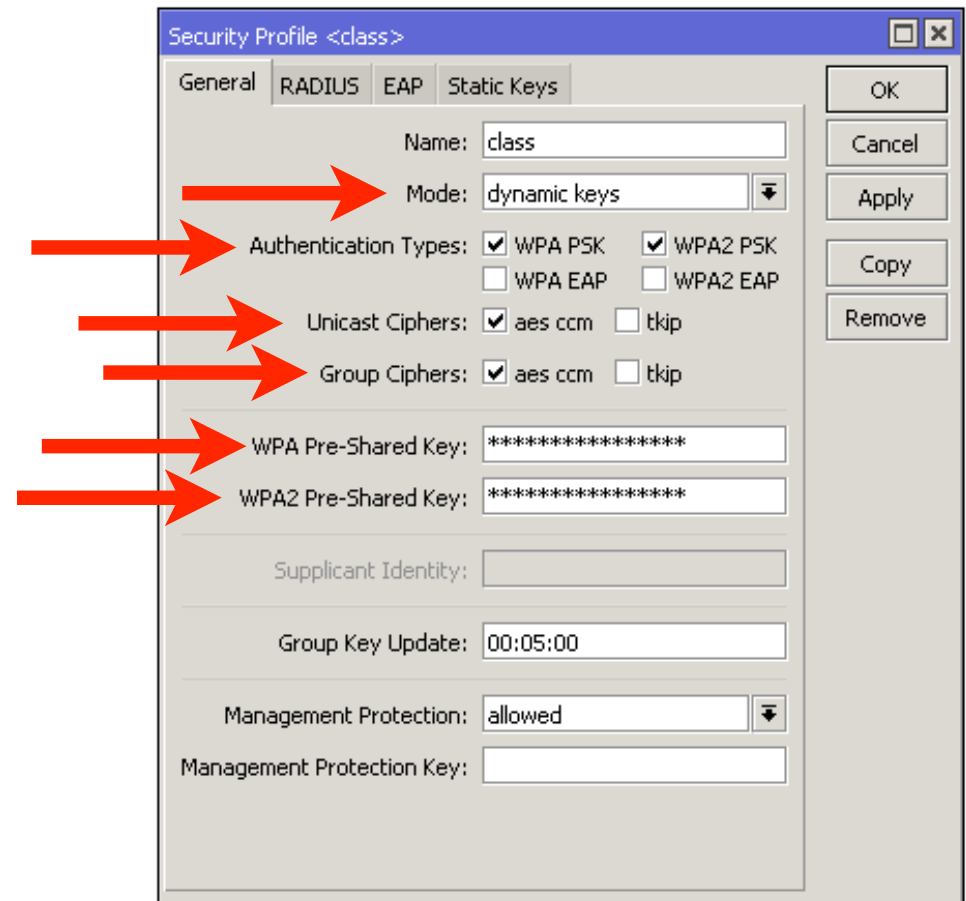 Security Profile <class>
General RADIUS EAP Static Keys
OK
Name: class
Cancel
Mode: dynamic keys
Apply
Authentication Types: WPA PSK WPA2 PSK
WPA EAP WPA2 EAP
Copy
Unicast Ciphers: aes ccm tkip
Remove
Group Ciphers: aes ccm tkip
WPA Pre-Shared Key: ****************
WPA2 Pre-Shared Key: ****************
Supplicant Identity:
Group Key Update: 00:05:00
Management Protection: allowed
Management Protection Key: